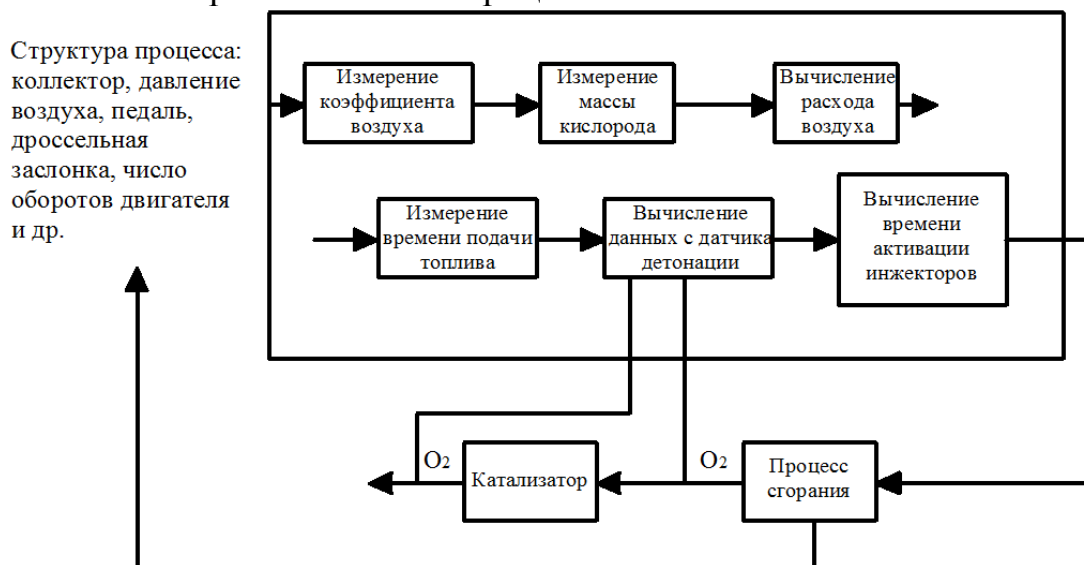 Структура процесса:
коллектор, давление
воздуха, педаль,
дроссельная
заслонка, число
оборотов двигателя
и др.
Измерение
коэффициента
воздуха
Измерение
массы
кислорода
Вычисление
расхода
воздуха
Измерение
времени подачи
топлива
Вычисление
данных с датчика
детонации
Вычисление
времени
активации
инжекторов
O2
Катализатор
O2
Процесс
сгорания